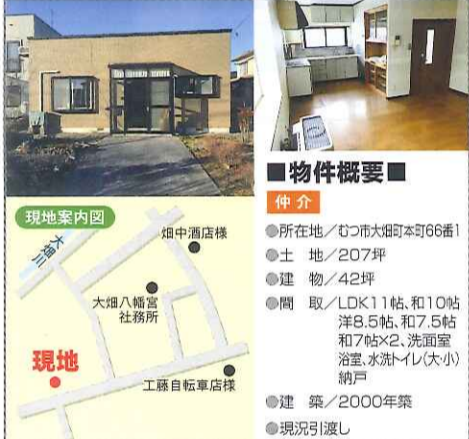 ■物件概要■
仲介
●所在地/むつ市大畑町本町66番1
●土 地/207坪
●建 物/42坪
●間 取/LDK11帖、和10帖
洋8.5帖、和7.5帖
和7帖×2、洗面室
浴室、水洗トイレ(大・小)
納戸
●建 築/2000年築
●現況引渡し
現地案内図
大畑川
畑中酒店様
大畑八幡宮
社務所
現地
工藤自転車店様